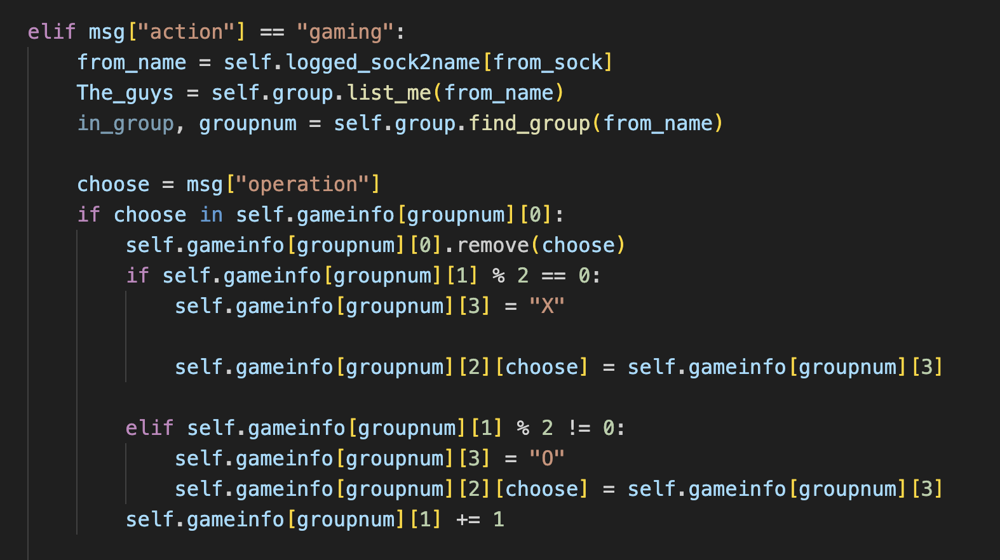 elif msg["action"] == "gaming":
from_name = self.logged_sock2name[from_sock]
The_guys = self.group.list_me(from_name)
in_group, groupnum = self.group.find_group(from_name)
choose = msg["operation"]
if choose in self.gameinfo[groupnum][0]:
self.gameinfo[groupnum][0].remove(choose)
if self.gameinfo[groupnum][1] % 2 == 0:
self.gameinfo[groupnum][3] = "X"
self.gameinfo[groupnum][2][choose] = self.gameinfo[groupnum][3]
elif self.gameinfo[groupnum][1] % 2 != 0:
self.gameinfo[groupnum][3] = "O"
self.gameinfo[groupnum][2][choose] = self.gameinfo[groupnum][3]
self.gameinfo[groupnum][1] += 1